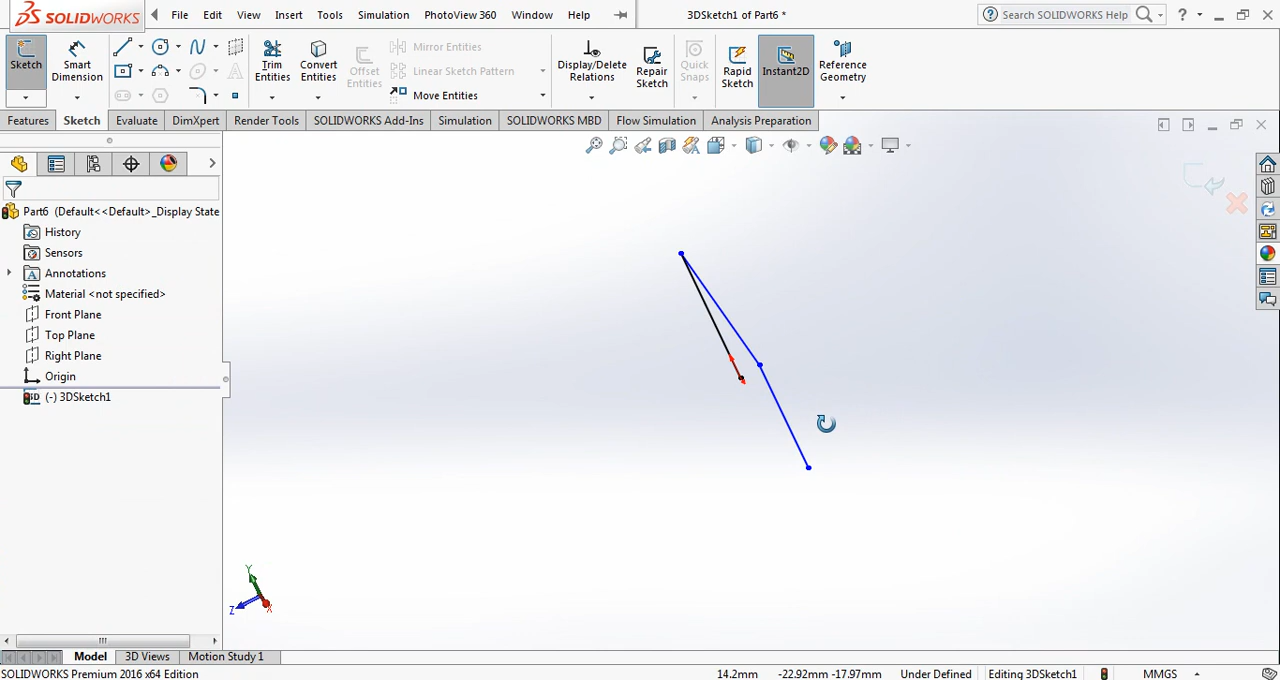 SOLIDWORKS File Edit View Insert Tools Simulation PhotoView 360 Window Help 3DSketch1 of Part6 * Search SOLIDWORKS Help ?
Sketch
Smart Dimension
Trim Entities
Convert Entities
Offset Entities
Mirror Entities
Linear Sketch Pattern
Move Entities
Display/Delete Relations
Repair Sketch
Quick Snaps
Rapid Sketch
Instant2D
Reference Geometry
Features Sketch Evaluate DimXpert Render Tools SOLIDWORKS Add-Ins Simulation SOLIDWORKS MBD Flow Simulation Analysis Preparation
Part6 (Default<<Default>_Display State
History
Sensors
Annotations
Material <not specified>
Front Plane
Top Plane
Right Plane
Origin
3D (-) 3DSketch1
Y
Z
X
Model 3D Views Motion Study 1
SOLIDWORKS Premium 2016 x64 Edition 14.2mm -22.92mm -17.97mm Under Defined Editing 3DSketch1 MMGS